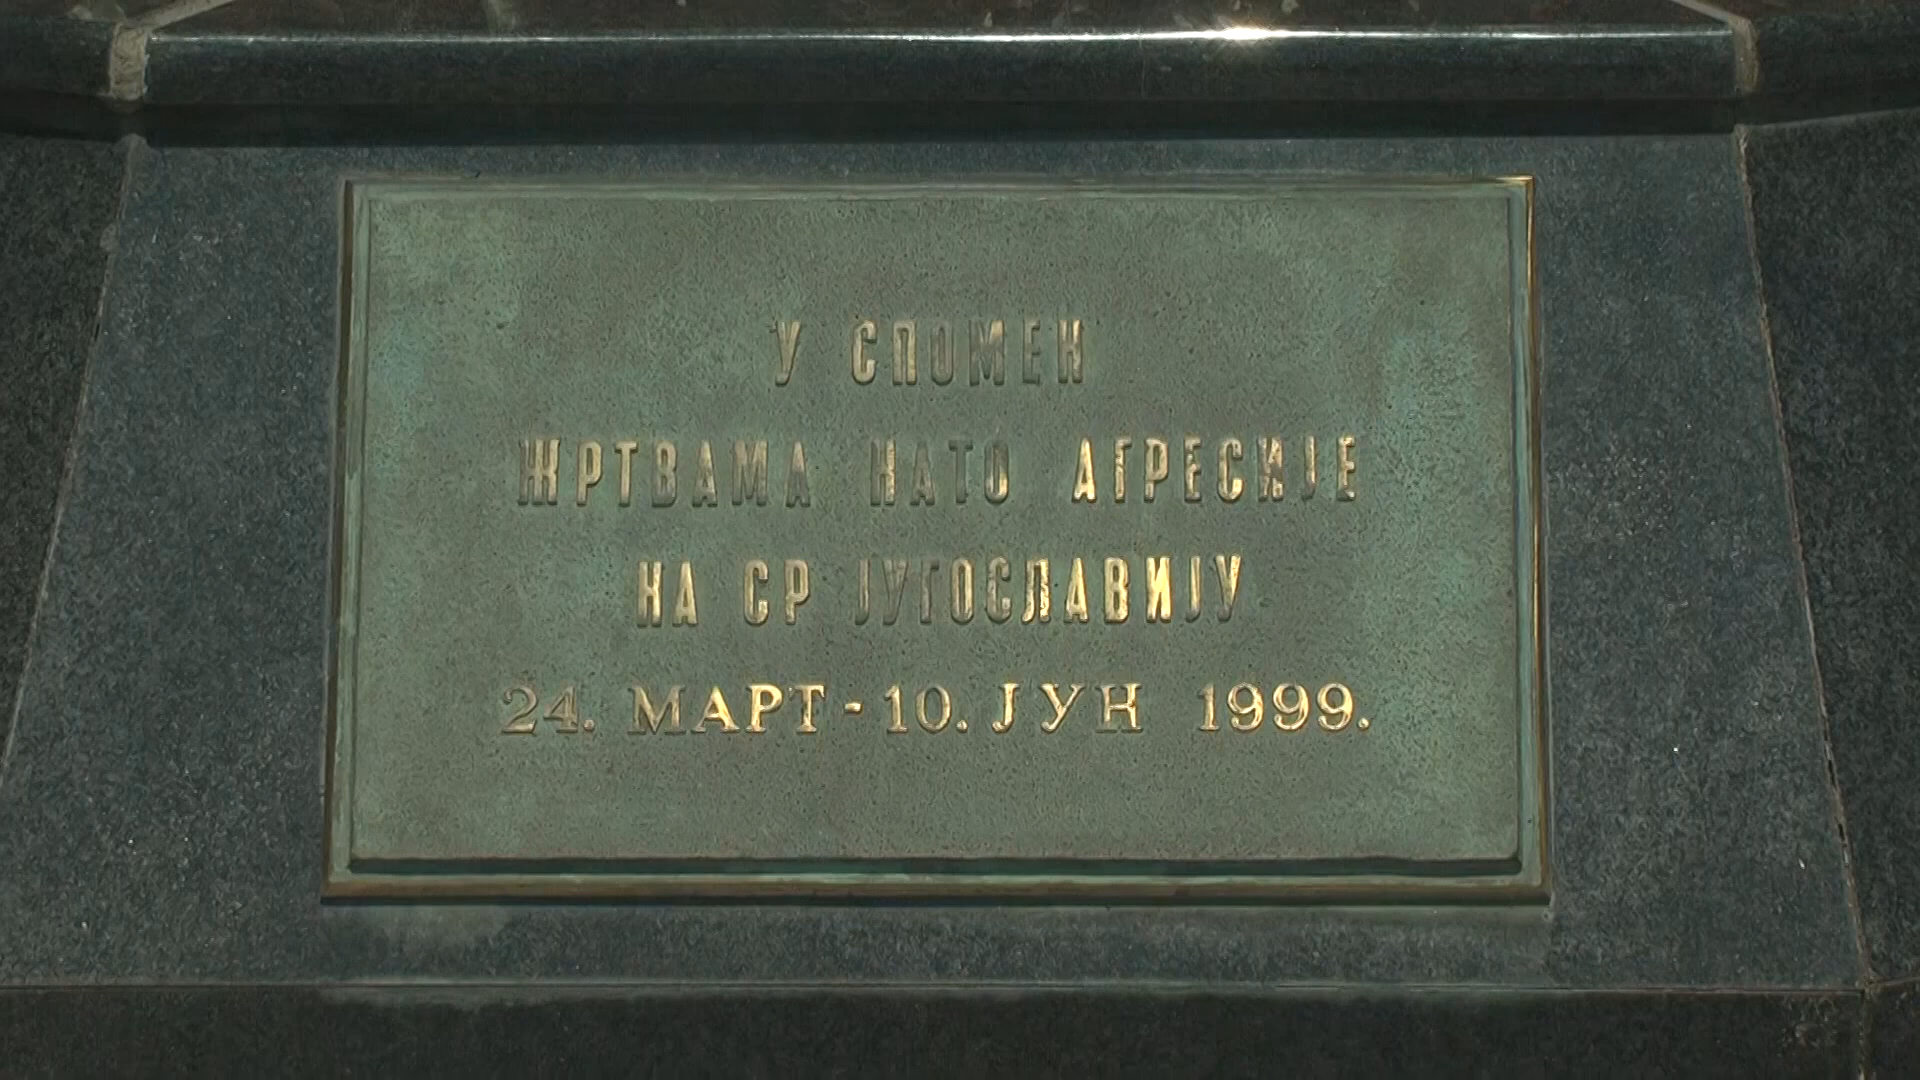 У СПОМЕН
ЖРТВАМА НАТО АГРЕСИЈЕ
НА СР ЈУГОСЛАВИЈУ
24. МАРТ - 10. ЈУН 1999.